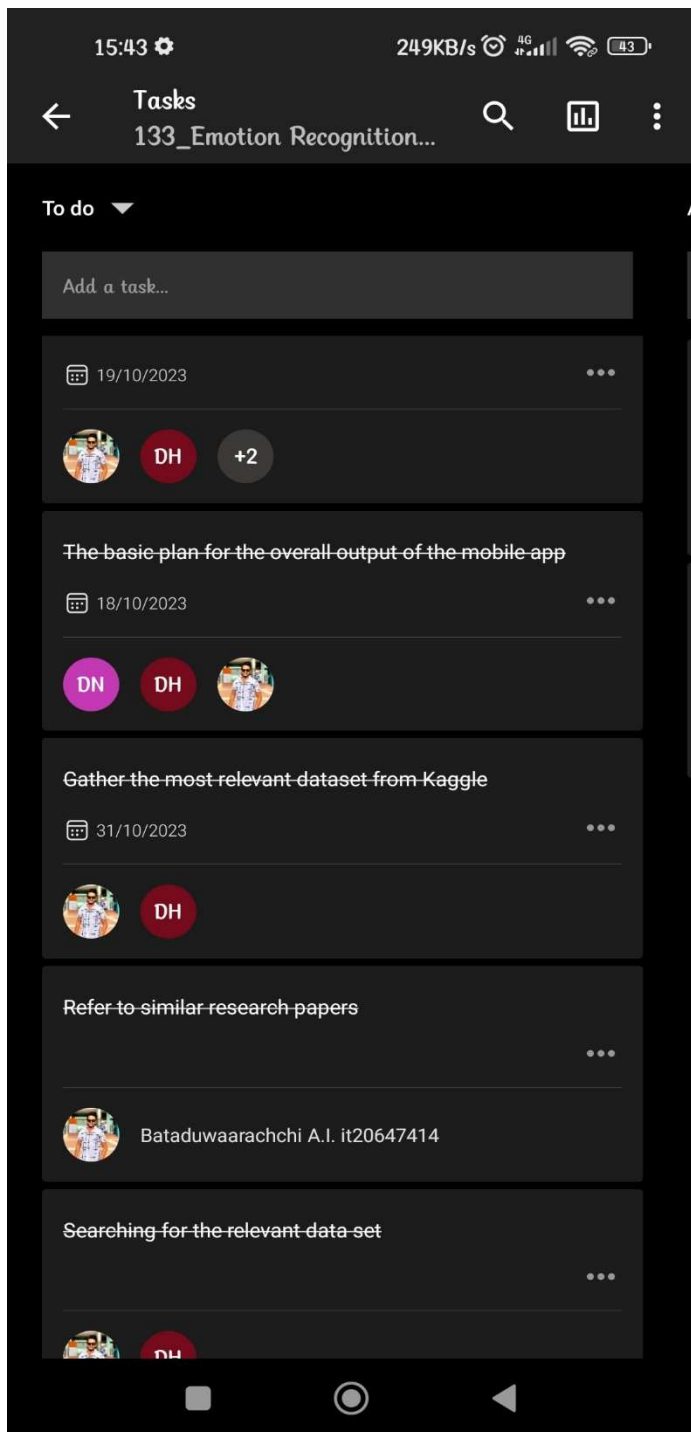 15:43 249KB/s 4G 43
Tasks
133_Emotion Recognition...
To do
Add a task...
19/10/2023
DH +2
The basic plan for the overall output of the mobile app
18/10/2023
DN DH
Gather the most relevant dataset from Kaggle
31/10/2023
DH
Refer to similar research papers
Bataduwaarachchi A.I. it20647414
Searching for the relevant data set
DH